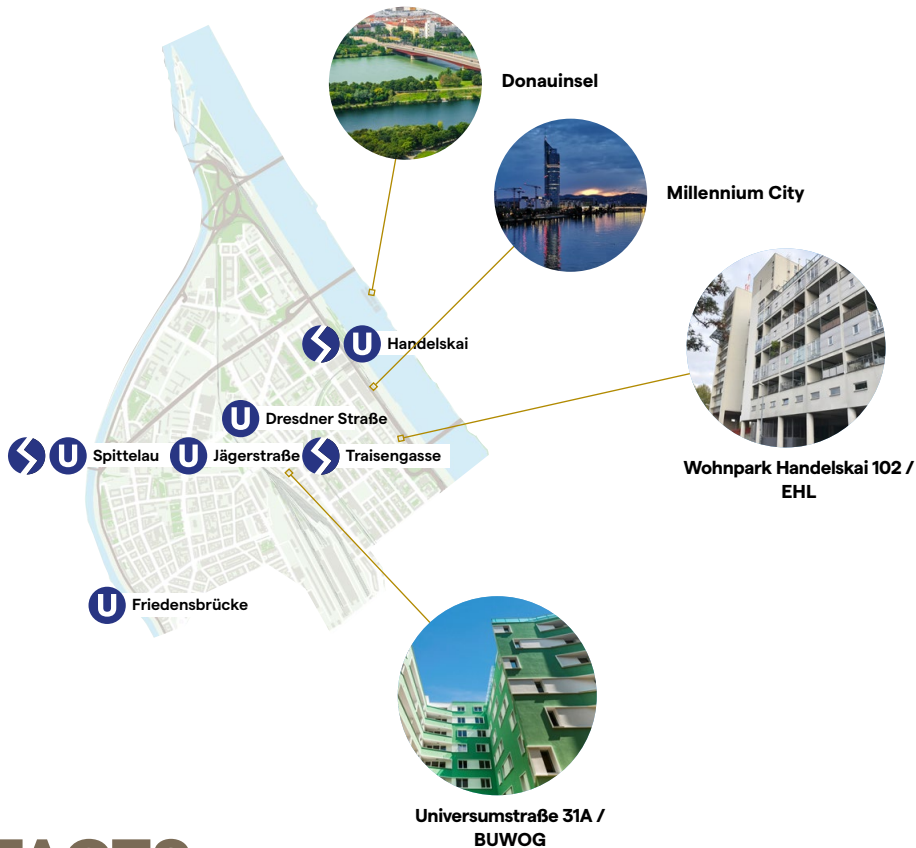 Donauinsel
Millennium City
U Handelskai
U Dresdner Straße
U Spittelau
U Jägerstraße
Traisengasse
Wohnpark Handelskai 102 /
EHL
U Friedensbrücke
Universumstraße 31A /
BUWOG